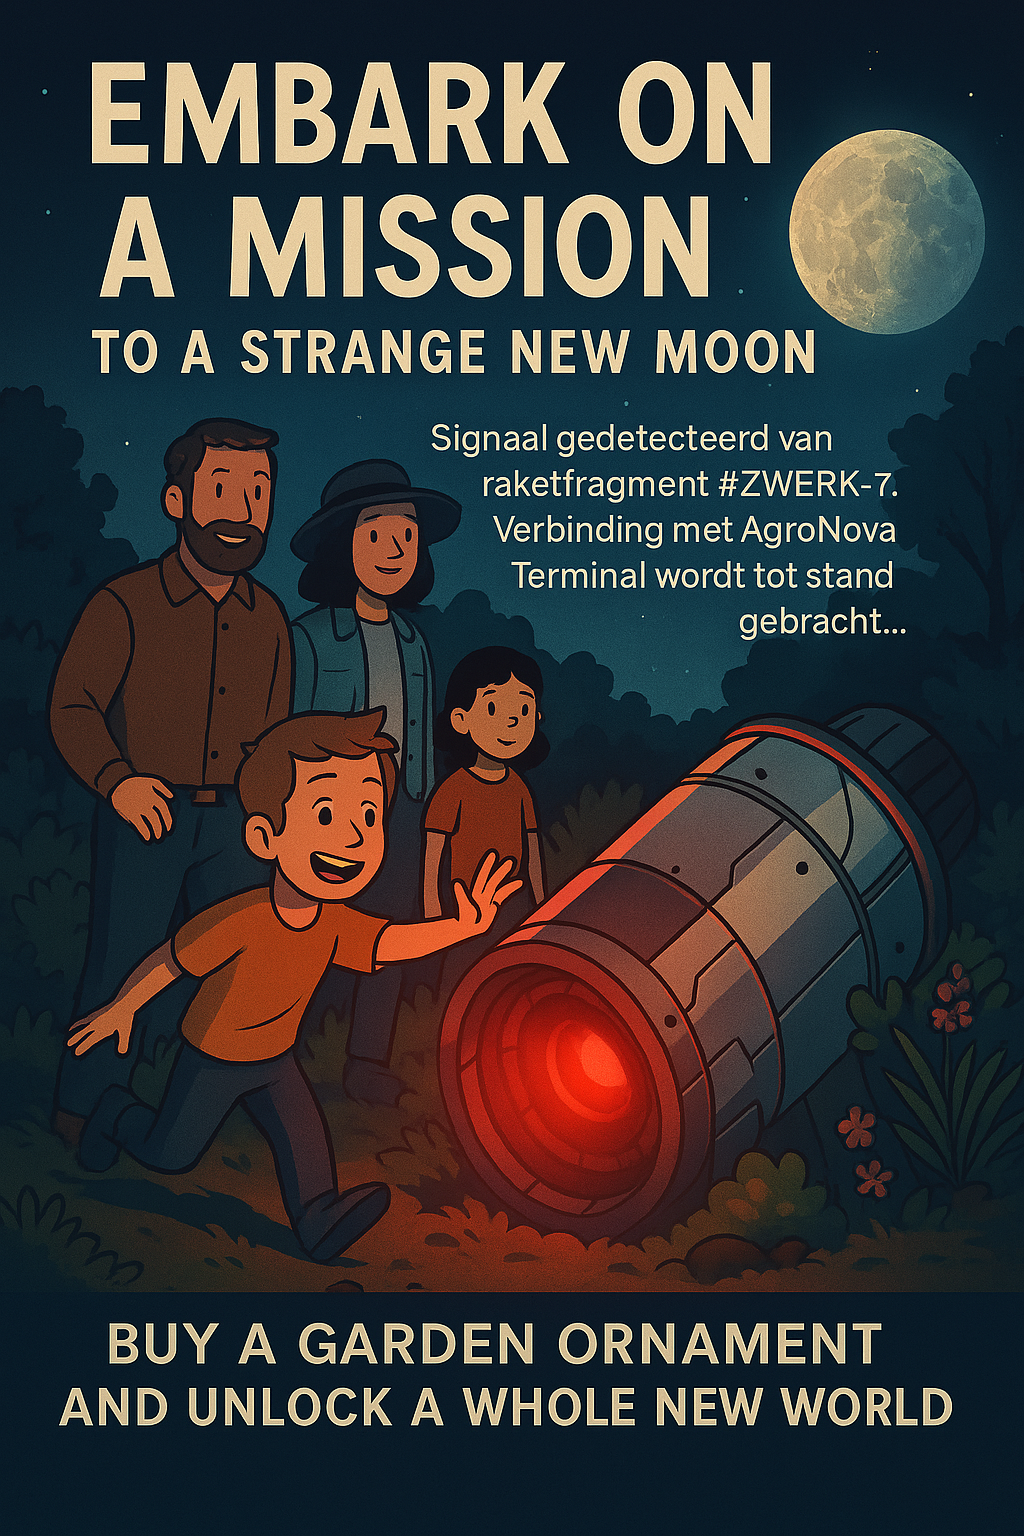 EMBARK ON
A MISSION
TO A STRANGE NEW MOON
Signaal gedetecteerd van
raketfragment #ZWERK-7.
Verbinding met AgroNova
Terminal wordt tot stand
gebracht...
BUY A GARDEN ORNAMENT
AND UNLOCK A WHOLE NEW WORLD